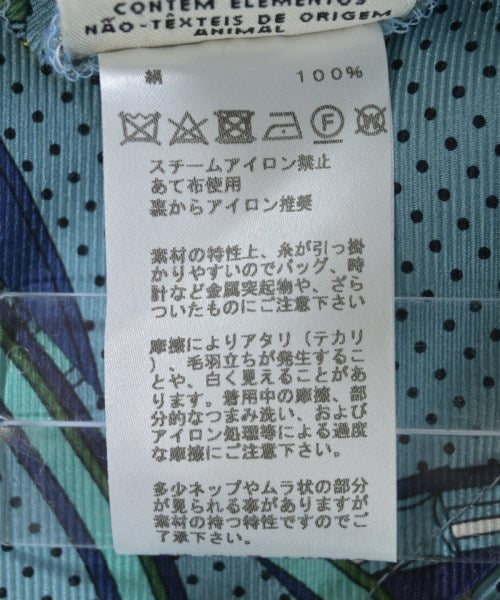 CONTÉM ELEMENTOS
NÃO-TÊXTEIS DE ORIGEM
ANIMAL
絹 100%
スチームアイロン禁止
あて布使用
裏からアイロン推奨
素材の特性上、糸が引っ掛
かりやすいのでバッグ、時
計など金属突起物や、ざら
ついたものにご注意下さい
摩擦によりアタリ(テカリ
)、毛羽立ちが発生するこ
とや、白く見えることがあ
ります。着用中の摩擦、部
分的なつまみ洗い、および
アイロン処理等による過度
な摩擦にご注意下さい。
多少ネップやムラ状の部分
が見られる事がありますが
素材の持つ特性ですのでご
了承下さい。